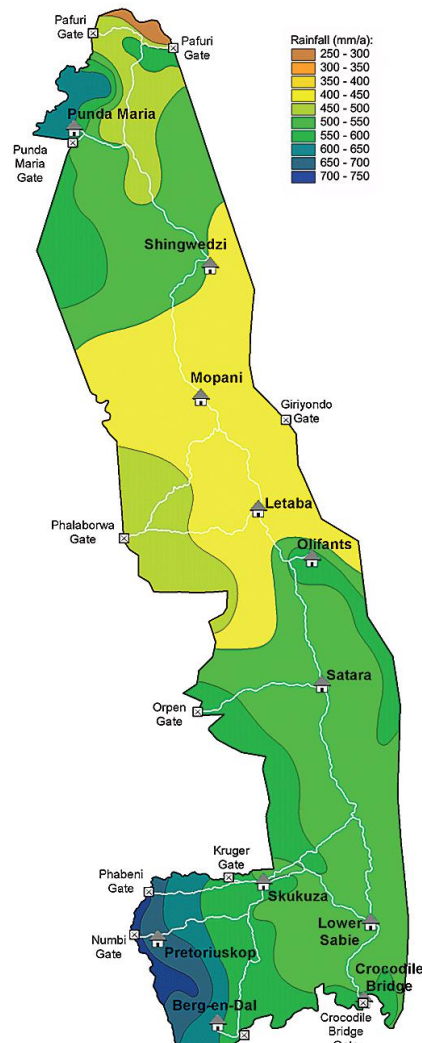 Pafuri
Gate
Pafuri
Gate
Rainfall (mm/a):
250 - 300
300 - 350
350 - 400
400 - 450
450 - 500
500 - 550
550 - 600
600 - 650
650 - 700
700 - 750
Punda Maria
Punda
Maria
Gate
Shingwedzi
Mopani
Giriyondo
Gate
Letaba
Phalaborwa
Gate
Olifants
Satara
Orpen
Gate
Kruger
Gate
Phabeni
Gate
Skukuza
Numbi
Gate
Pretoriuskop
Lower
Sabie
Crocodile
Bridge
Berg-en-Dal
Crocodile
Bridge